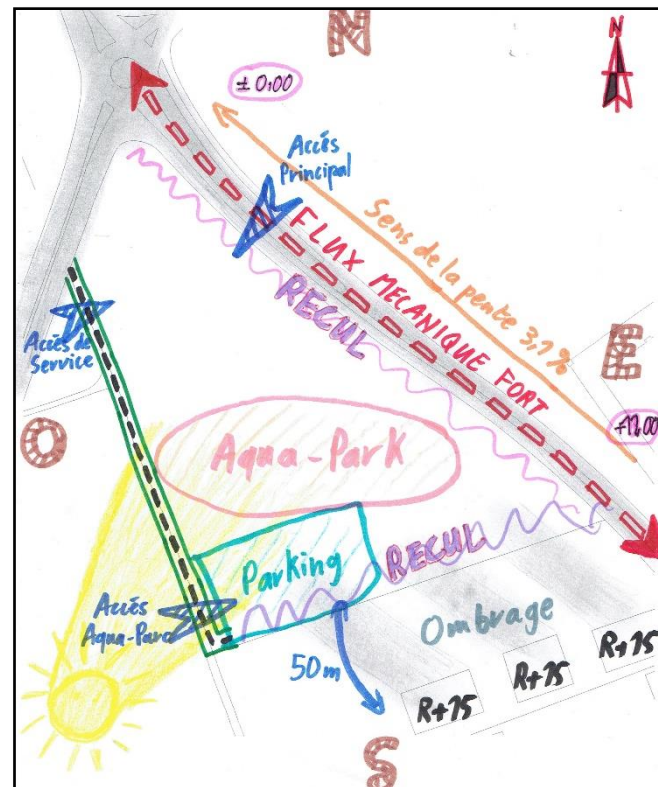 N
N
± 0,00
Accès
Principal
Sens de la pente 3,1%
FLUX MECANIQUE FORT
RECUL
E
Accès de
Service
O
+12.00
Aqua-Park
Parking
RECUL
Accès
Aqua-Parc
Ombrage
50m
R+15
R+15
R+15
S